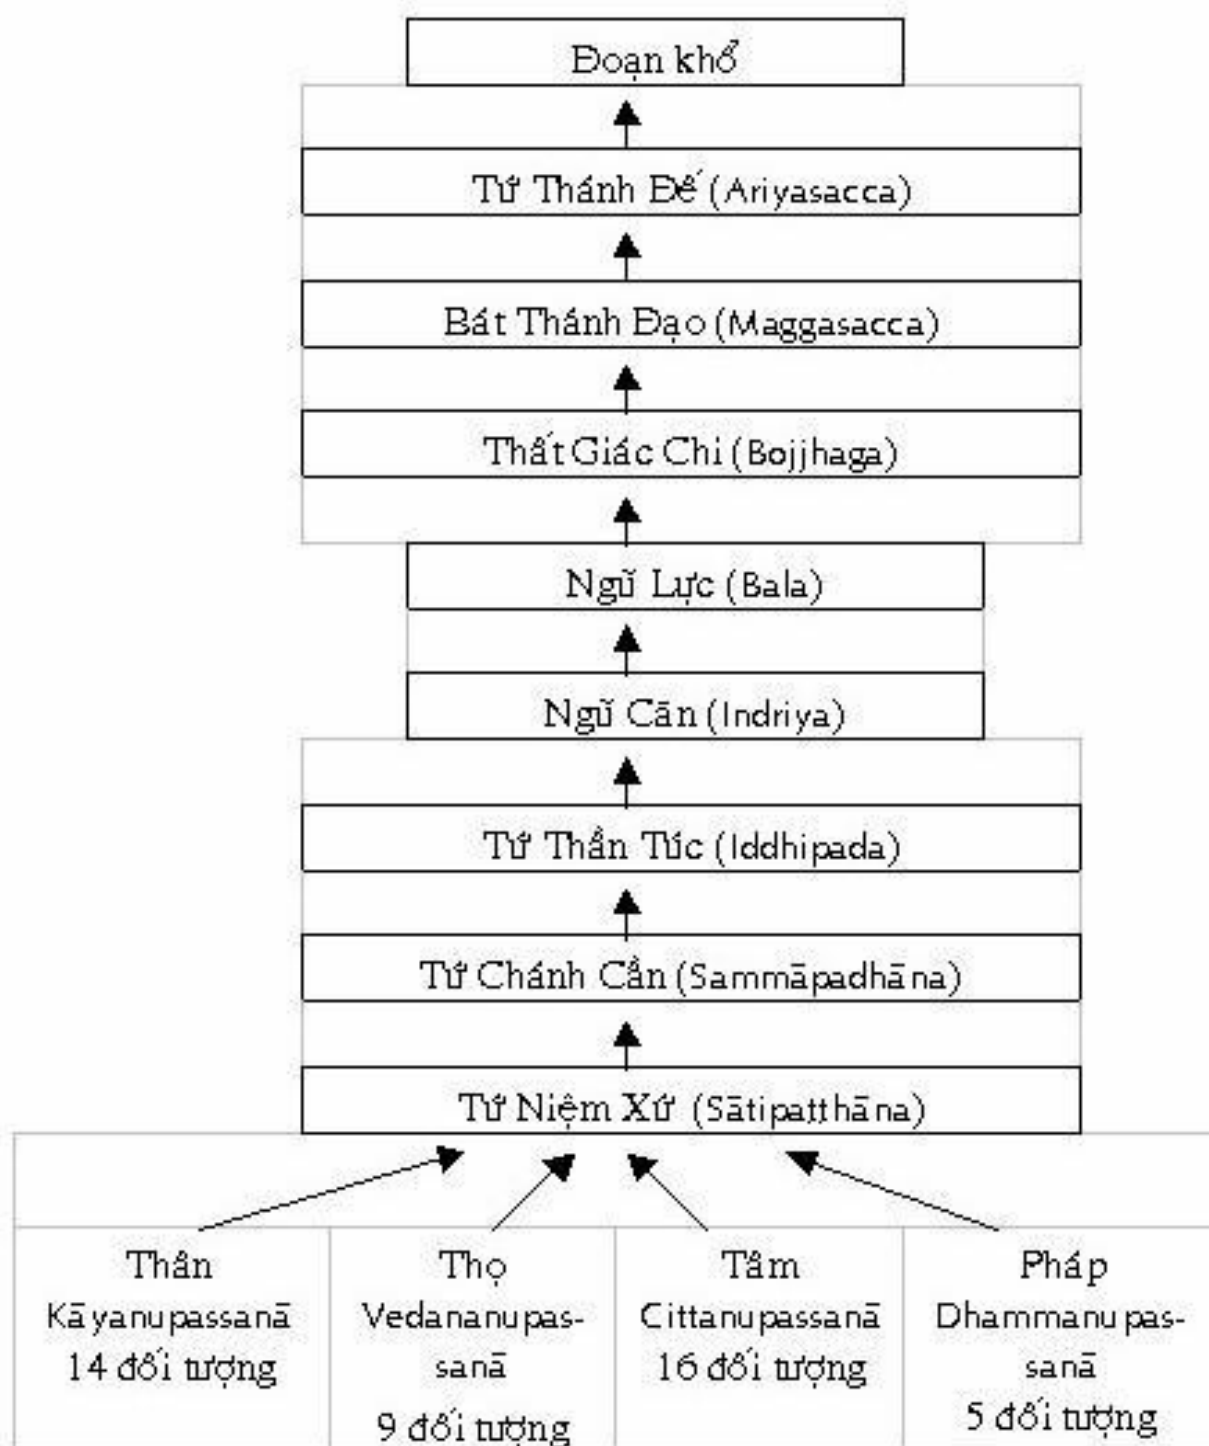 Đoạn khổ
Tứ Thánh Đế (Ariyasacca)
Bát Thánh Đạo (Maggasacca)
Thất Giác Chi (Bojjhaga)
Ngũ Lực (Bala)
Ngũ Căn (Indriya)
Tứ Thần Túc (Iddhipada)
Tứ Chánh Cần (Sammāpadhāna)
Tứ Niệm Xứ (Sātipaṭṭhāna)
Thân
Kāyanupassanā
14 đối tượng
Thọ
Vedananupas-
sanā
9 đối tượng
Tâm
Cittanupassanā
16 đối tượng
Pháp
Dhammanupas-
sanā
5 đối tượng